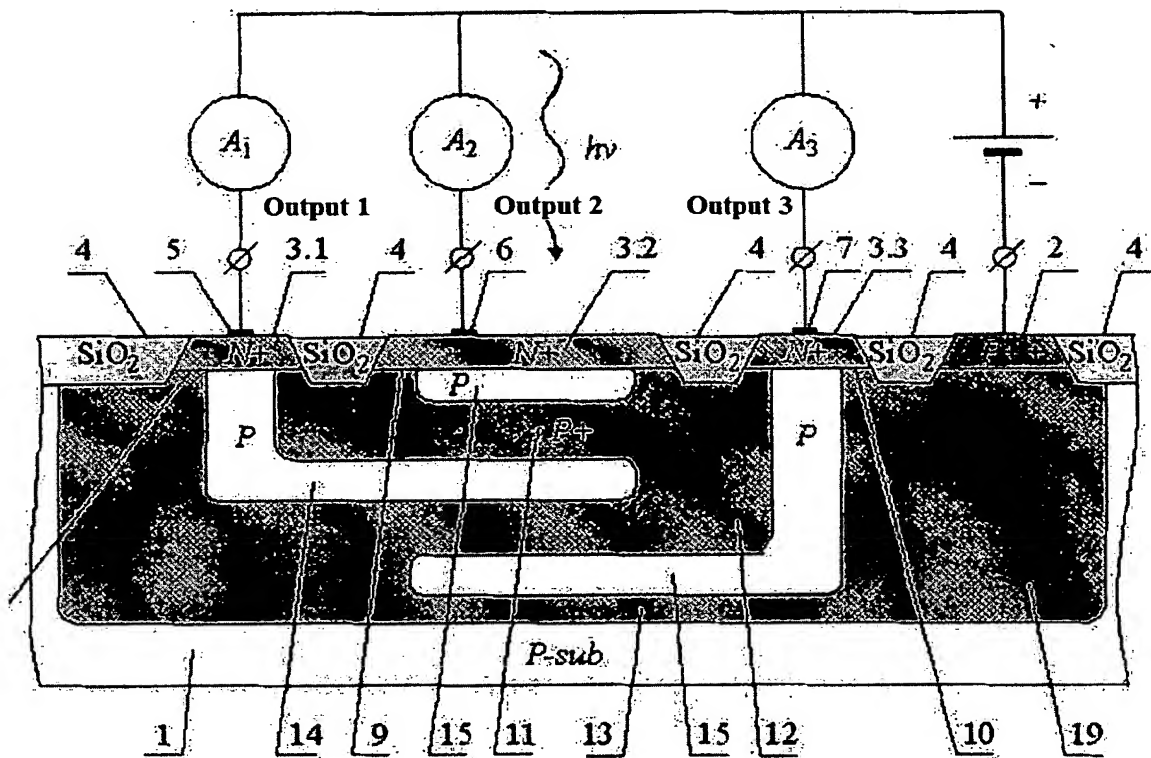 +
A₁ A₂ hν A₃
−
Output 1 Output 2 Output 3
4 5 3.1 4 6 3.2 4 7 3.3 4 2 4
SiO₂ N+ SiO₂ N+ SiO₂ N+ SiO₂ SiO₂
P
P P+ P
P-sub
1 14 9 15 11 13 15 12 10 19